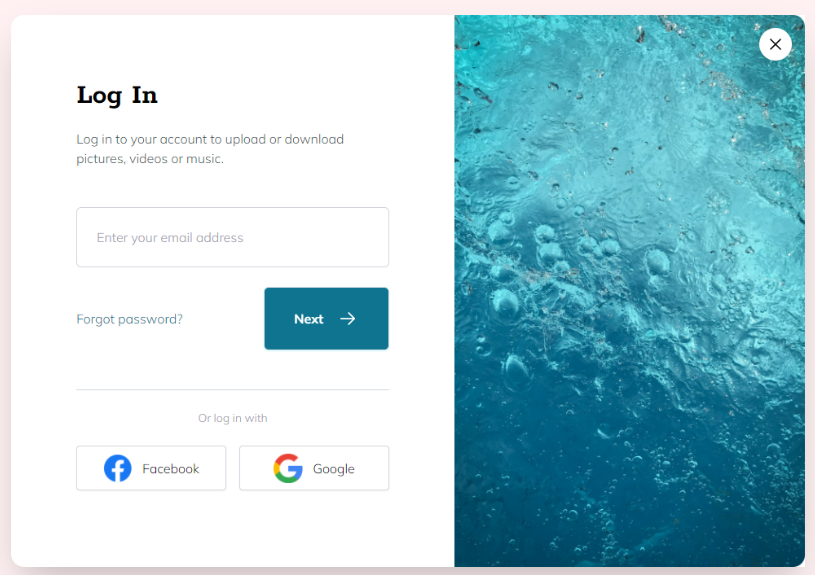 Log In
Log in to your account to upload or download
pictures, videos or music.
Enter your email address
Forgot password?
Next
Or log in with
Facebook
Google